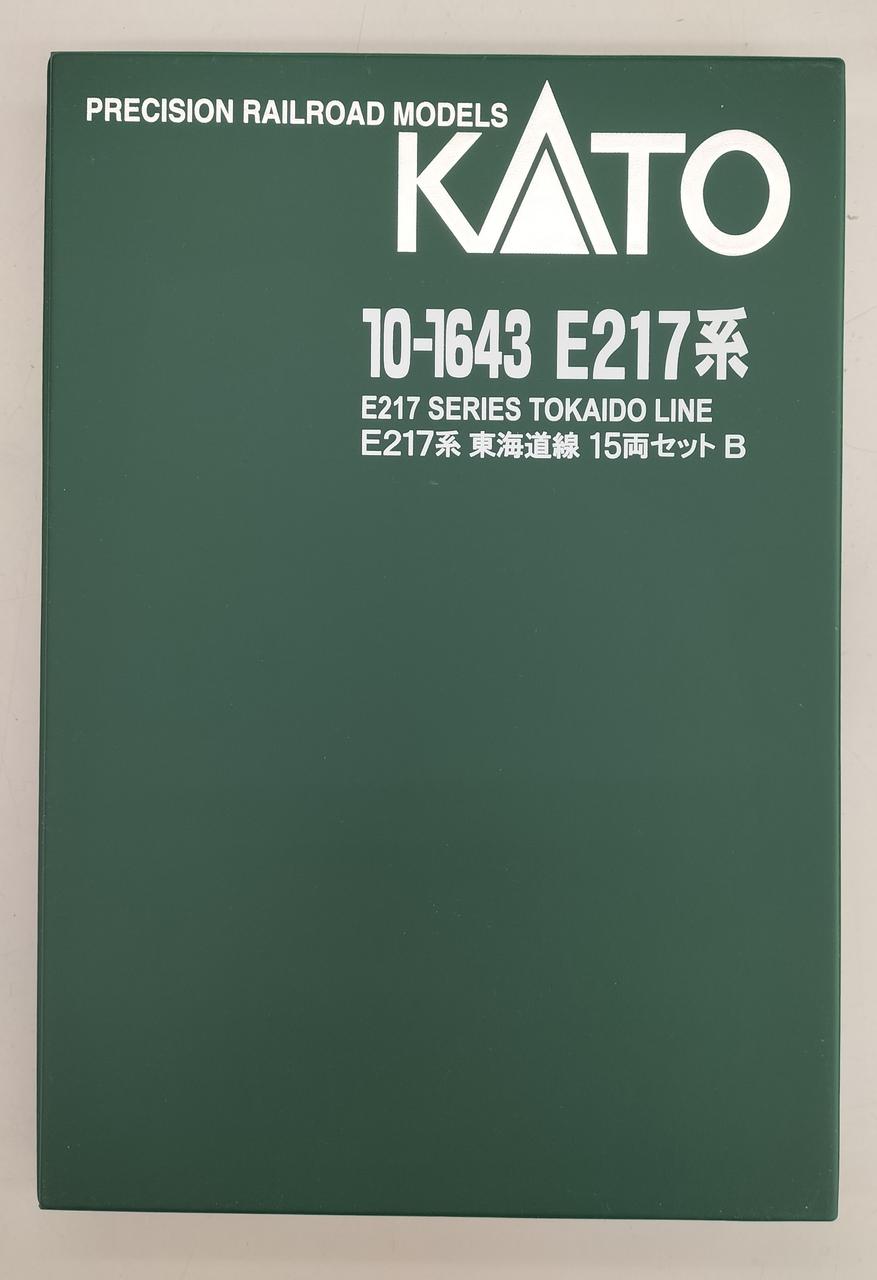 PRECISION RAILROAD MODELS
KATO
10-1643 E217系
E217 SERIES TOKAIDO LINE
E217系 東海道線 15両セット B